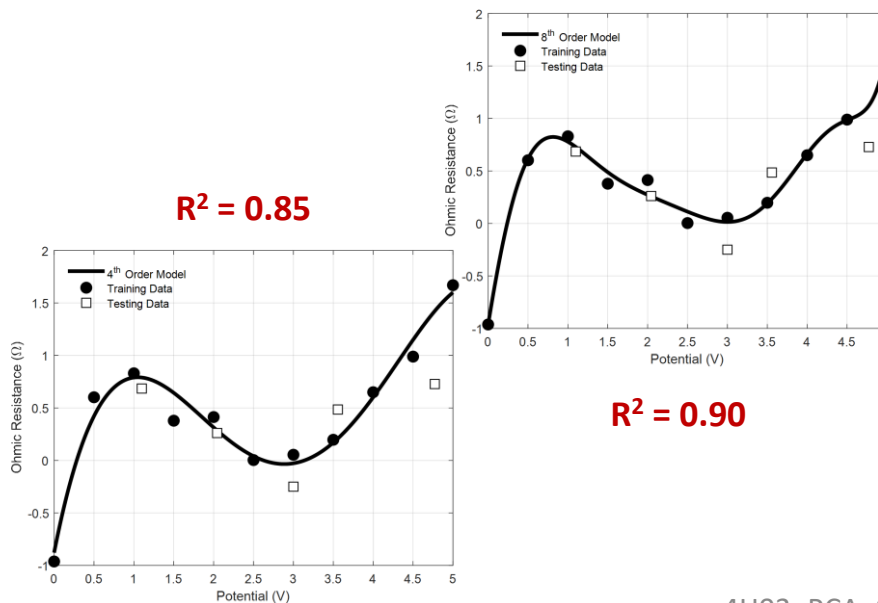 2
8th Order Model
Training Data
Testing Data
1.5
1
0.5
0
-0.5
-1
Ohmic Resistance (Ω)
0 0.5 1 1.5 2 2.5 3 3.5 4 4.5
Potential (V)
R² = 0.90
R² = 0.85
2
4th Order Model
Training Data
Testing Data
1.5
1
0.5
0
-0.5
-1
Ohmic Resistance (Ω)
0 0.5 1 1.5 2 2.5 3 3.5 4 4.5 5
Potential (V)